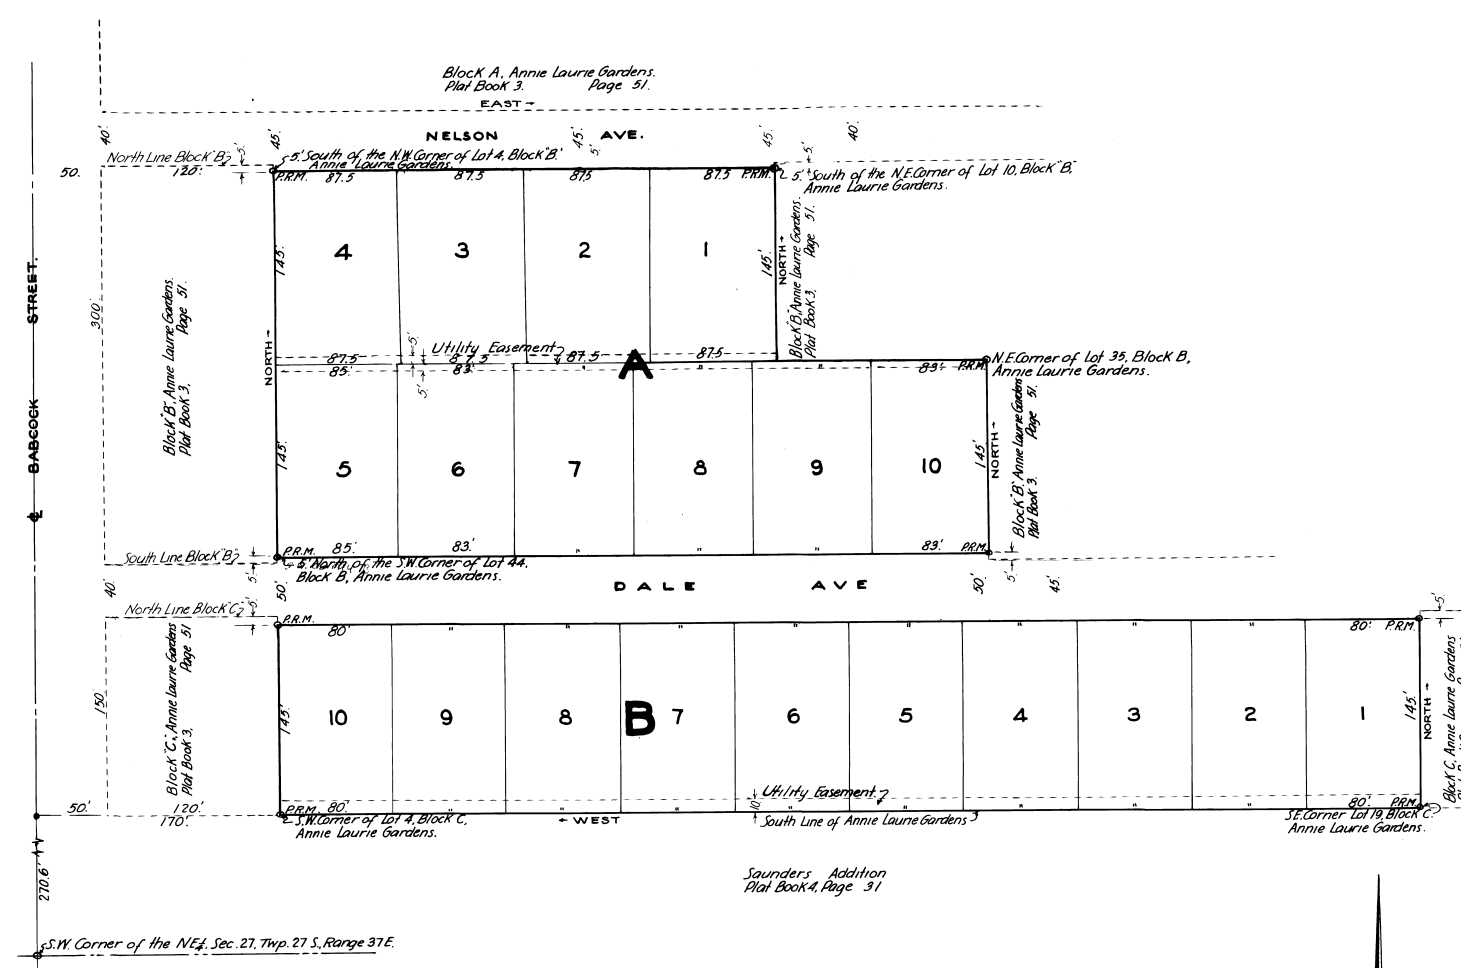 Block A, Annie Laurie Gardens.
Plat Book 3. Page 51.
EAST→
40' 45' NELSON 45' AVE. 45' 40'
5'
North Line Block "B" 5'
5' South of the N.W. Corner of Lot 4, Block "B."
Annie Laurie Gardens.
5'
50. 120.'
P.R.M. 87.5 87.5 87.5 87.5 P.R.M.
5' South of the N.E. Corner of Lot 10, Block "B,"
Annie Laurie Gardens.
145.' 4 3 2 1 145.'
NORTH→
Block "B", Annie Laurie Gardens.
Plat Book 3, Page 51.
BABCOCK STREET.
300'
Block "B", Annie Laurie Gardens.
Plat Book 3, Page 51.
NORTH→
5'
Utility Easement
87.5 87.5 87.5 87.5
A
85.' 83.' " " " 83.' P.R.M.
5'
N.E. Corner of Lot 35, Block B,
Annie Laurie Gardens.
145.' 5 6 7 8 9 10 145.'
NORTH→
Block "B", Annie Laurie Gardens
Plat Book 3. Page 51.
℄
South Line Block "B"
P.R.M. 85.' 83.' " " " 83.' P.R.M.
5' North of the S.W. Corner of Lot 44,
Block B, Annie Laurie Gardens.
5'
5'
40' 50' DALE AVE 50' 45'
North Line Block "C" 5'
5'
P.R.M.
80' " " " " " " " " 80.' P.R.M.
Block "C", Annie Laurie Gardens
Plat Book 3, Page 51
150'
145.' 10 9 8 B 7 6 5 4 3 2 1 145.'
NORTH→
Block C, Annie Laurie Gardens
Utility Easement.
10'
50.' 120.'
170.'
P.R.M. 80' " " " " " " " " 80.' P.R.M.
S.W. Corner of Lot 4, Block C,
Annie Laurie Gardens.
←WEST
South Line of Annie Laurie Gardens
S.E. Corner Lot 19, Block C.
Annie Laurie Gardens.
270.6'
Saunders Addition
Plat Book 4, Page 31
S.W. Corner of the NE¼, Sec. 27, Twp. 27 S., Range 37 E.